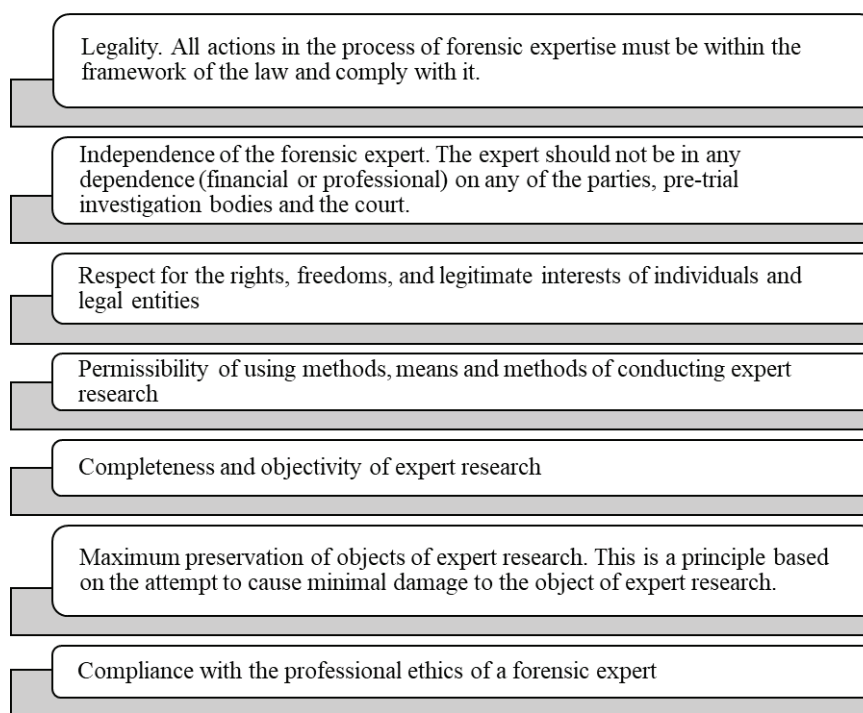 Legality. All actions in the process of forensic expertise must be within the
framework of the law and comply with it.
Independence of the forensic expert. The expert should not be in any
dependence (financial or professional) on any of the parties, pre-trial
investigation bodies and the court.
Respect for the rights, freedoms, and legitimate interests of individuals and
legal entities
Permissibility of using methods, means and methods of conducting expert
research
Completeness and objectivity of expert research
Maximum preservation of objects of expert research. This is a principle based
on the attempt to cause minimal damage to the object of expert research.
Compliance with the professional ethics of a forensic expert